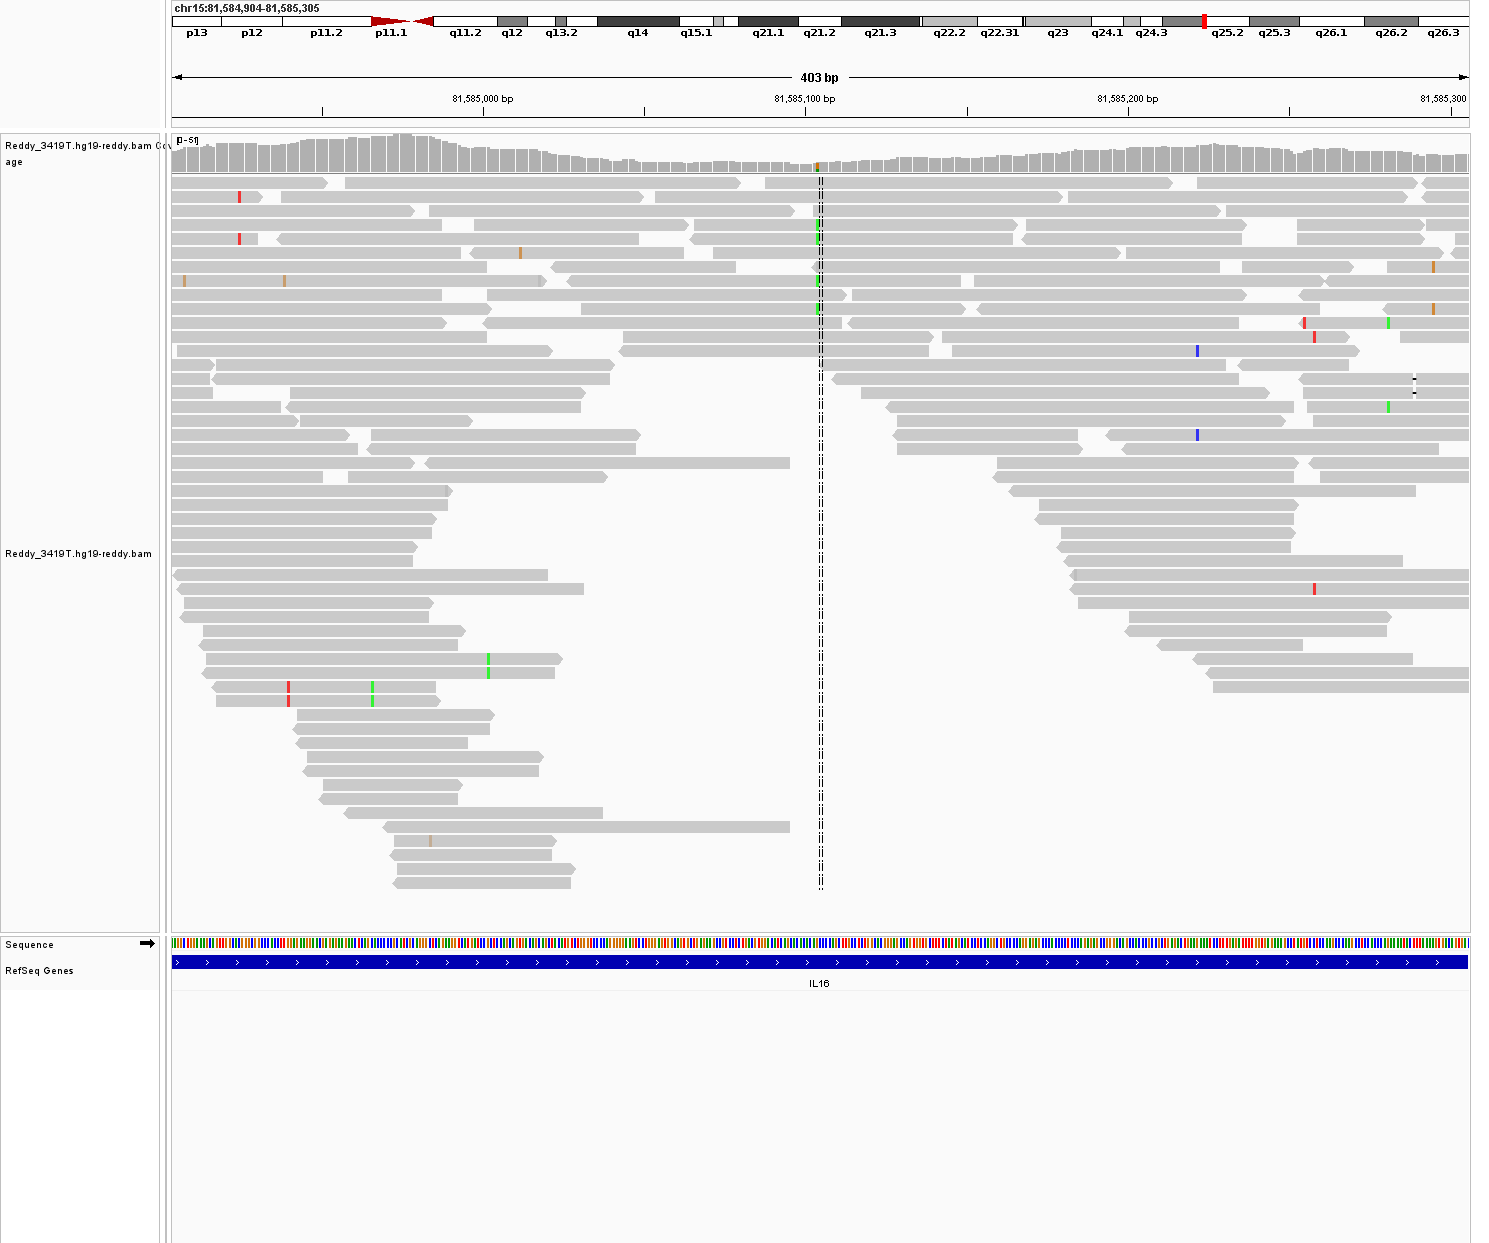 chr15:81,584,904-81,585,305
p13 p12 p11.2 p11.1 q11.2 q12 q13.2 q14 q15.1 q21.1 q21.2 q21.3 q22.2 q22.31 q23 q24.1 q24.3 q25.2 q25.3 q26.1 q26.2 q26.3
403 bp
81,585,000 bp 81,585,100 bp 81,585,200 bp 81,585,300
Reddy_3419T.hg19-reddy.bam Cov
age
[0-51]
Reddy_3419T.hg19-reddy.bam
Sequence
RefSeq Genes
IL16